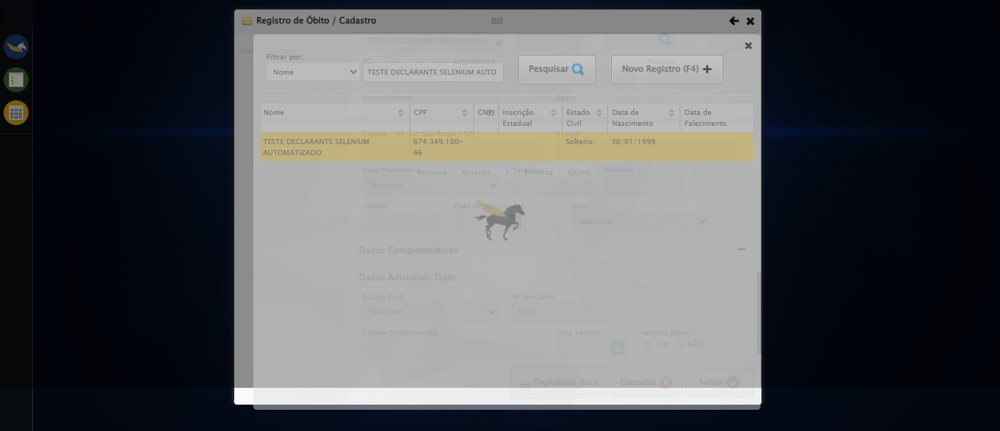 Registro de Óbito / Cadastro
TESTE DECLARANTE SELENIUM AUT
Dados Pessoais
Filtrar por:
RG
Logradouro
Número
Nome
TESTE DECLARANTE SELENIUM AUTO
Pesquisar
Novo Registro (F4)
Complemento
Bairro
Nome
CPF
CNPJ
Inscrição Estadual
Estado Civil
Data de Nascimento
Data de Falecimento
Cidade - UF (Ex: São Paulo - SP)
E-mail
TESTE DECLARANTE SELENIUM AUTOMATIZADO
674.349.100-46
Solteiro
30/01/1999
Grau Parentesco
Primeira
Anterior
1
Telefone
Próxima
Última
Telefone 2
Selecione
Celular
Data de Nascimento
Sexo
Selecione
Dados Complementares
Dados Adicionais Teste
Estado Civil
Nº do Óbito
Selecione
5779
Cidade Sepultamento
Data Velório
velórios plano *
SIM
NÃO
Digitalizar docs
Cancelar
Salvar